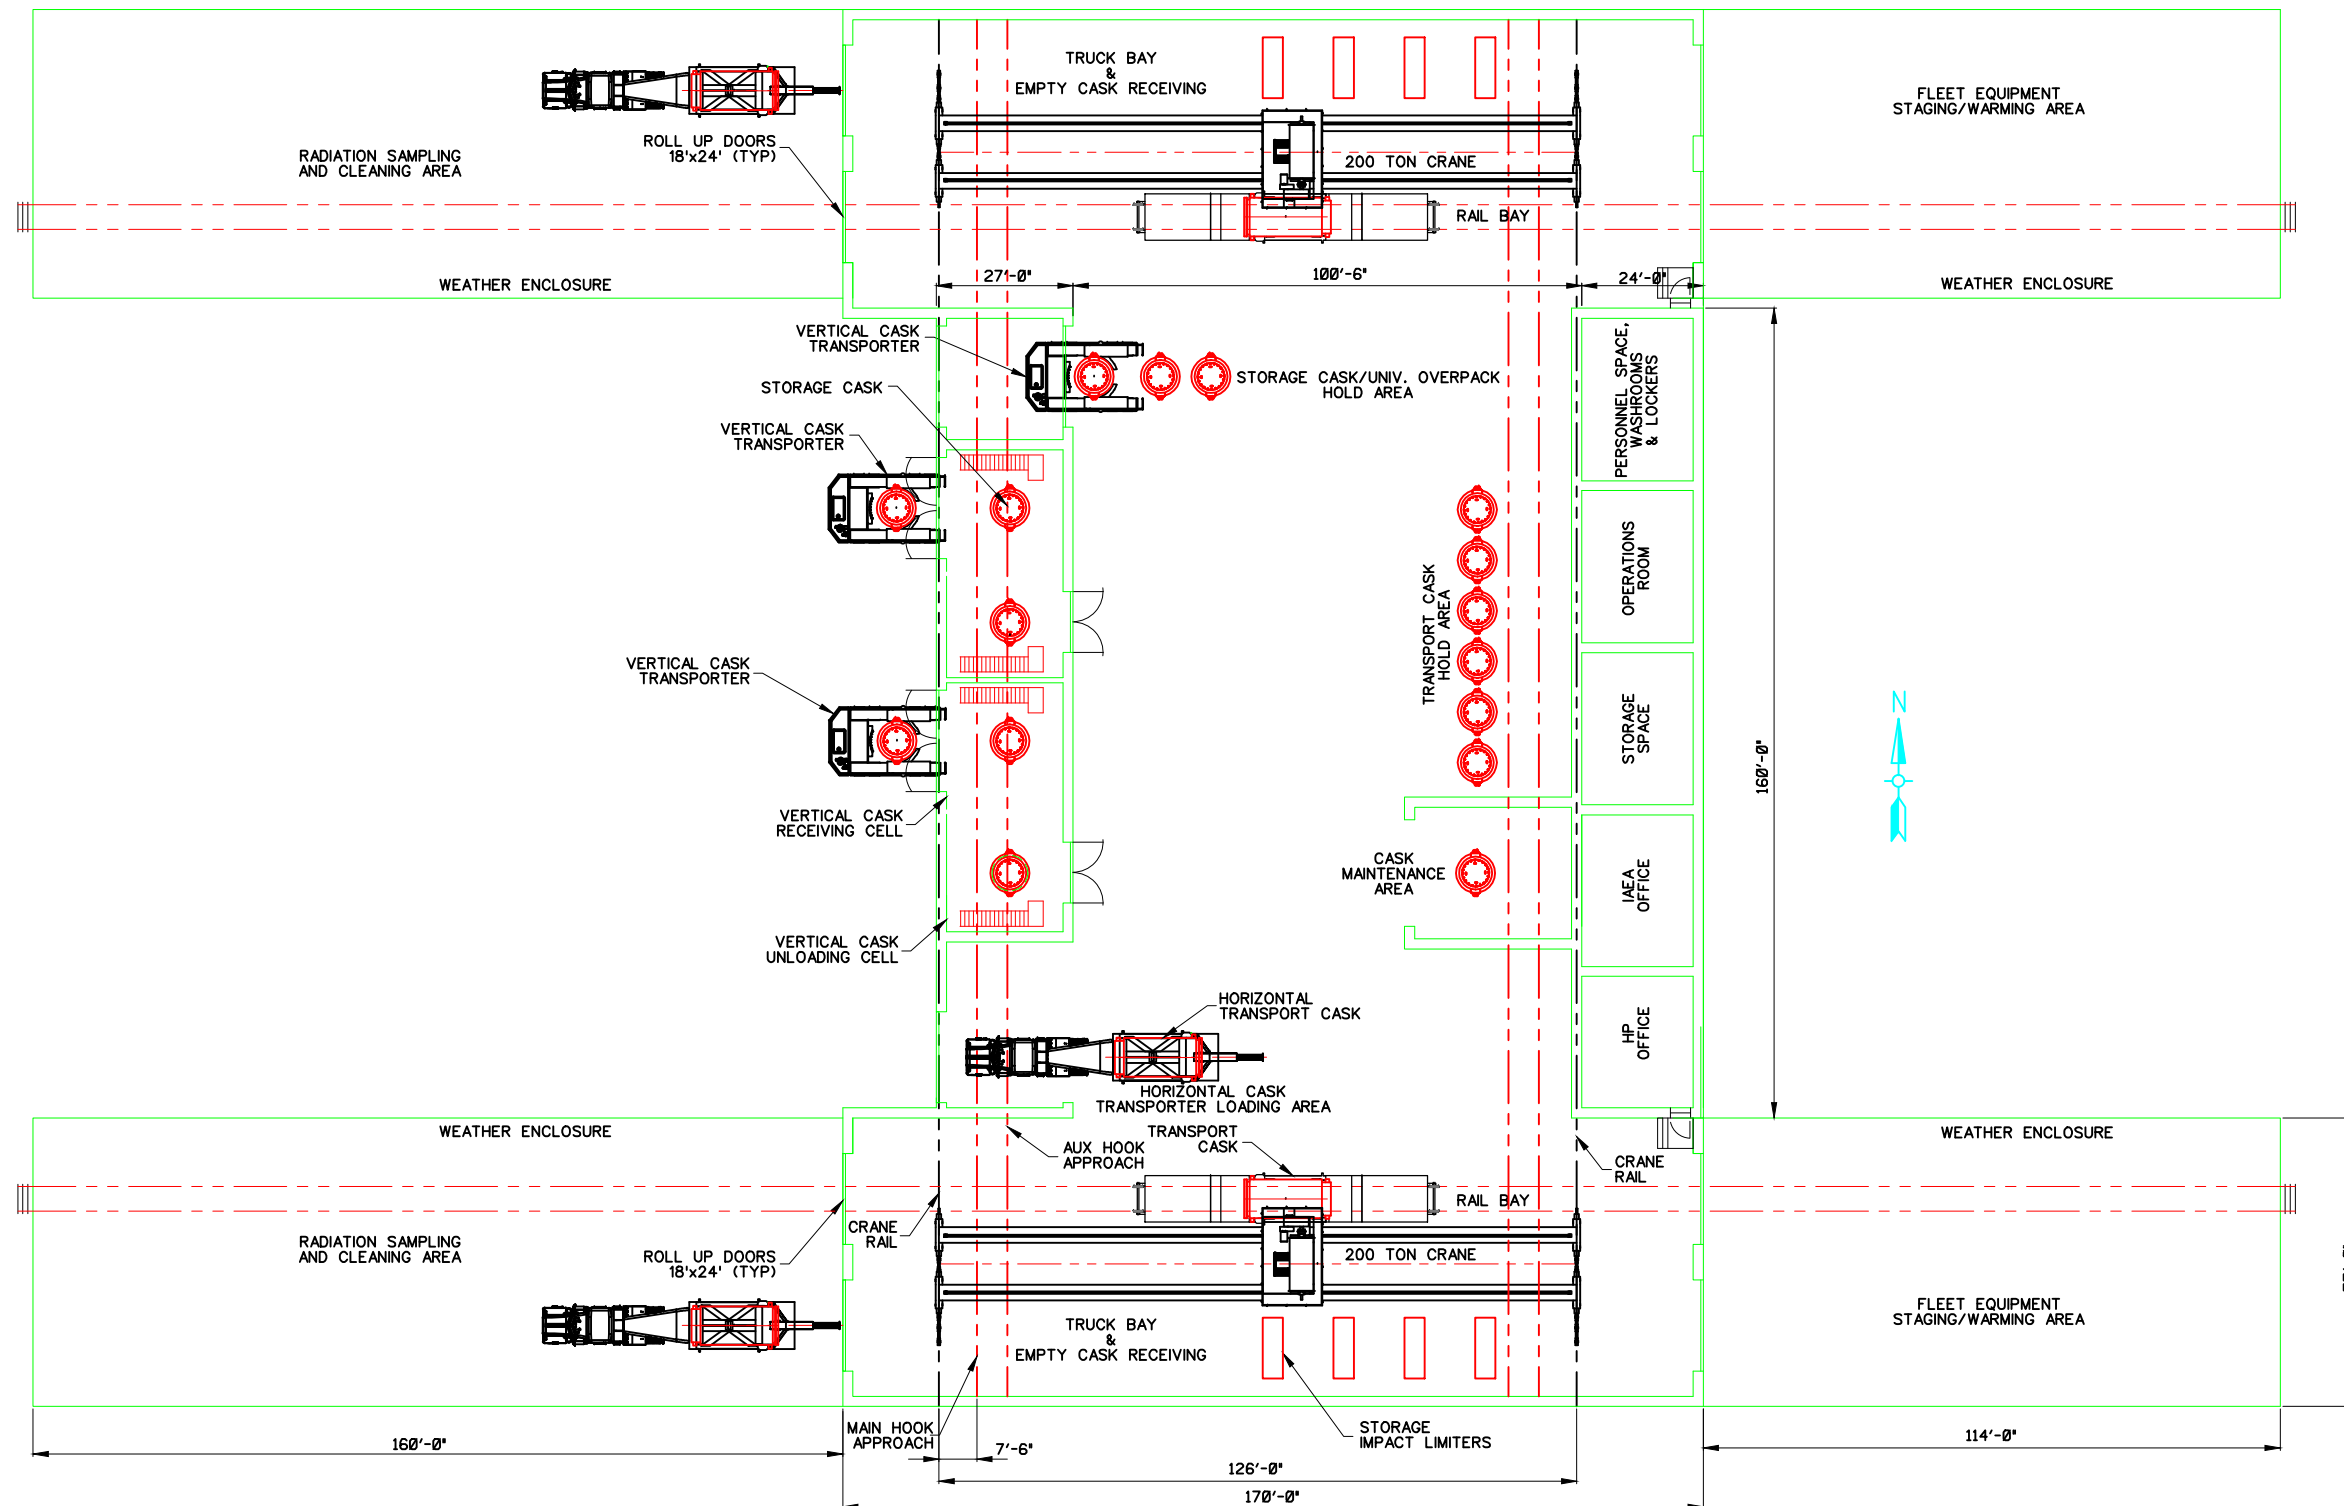 TRUCK BAY
&
EMPTY CASK RECEIVING
FLEET EQUIPMENT
STAGING/WARMING AREA
ROLL UP DOORS
18'x24' (TYP)
RADIATION SAMPLING
AND CLEANING AREA
200 TON CRANE
RAIL BAY
WEATHER ENCLOSURE
27'-0"
100'-6"
24'-0"
WEATHER ENCLOSURE
VERTICAL CASK
TRANSPORTER
STORAGE CASK
STORAGE CASK/UNIV. OVERPACK
HOLD AREA
PERSONNEL SPACE,
WASHROOMS
& LOCKERS
VERTICAL CASK
TRANSPORTER
OPERATIONS
ROOM
TRANSPORT CASK
HOLD AREA
VERTICAL CASK
TRANSPORTER
STORAGE
SPACE
N
160'-0"
VERTICAL CASK
RECEIVING CELL
CASK
MAINTENANCE
AREA
IAEA
OFFICE
VERTICAL CASK
UNLOADING CELL
HORIZONTAL
TRANSPORT CASK
HP
OFFICE
HORIZONTAL CASK
TRANSPORTER LOADING AREA
WEATHER ENCLOSURE
TRANSPORT
CASK
AUX HOOK
APPROACH
WEATHER ENCLOSURE
CRANE
RAIL
RAIL BAY
CRANE
RAIL
RADIATION SAMPLING
AND CLEANING AREA
ROLL UP DOORS
18'x24' (TYP)
200 TON CRANE
TRUCK BAY
&
EMPTY CASK RECEIVING
FLEET EQUIPMENT
STAGING/WARMING AREA
MAIN HOOK
APPROACH
STORAGE
IMPACT LIMITERS
160'-0"
7'-6"
114'-0"
126'-0"
170'-0"